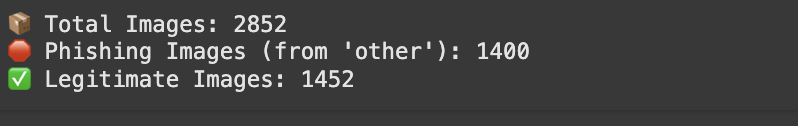 📦 Total Images: 2852
🛑 Phishing Images (from 'other'): 1400
✅ Legitimate Images: 1452